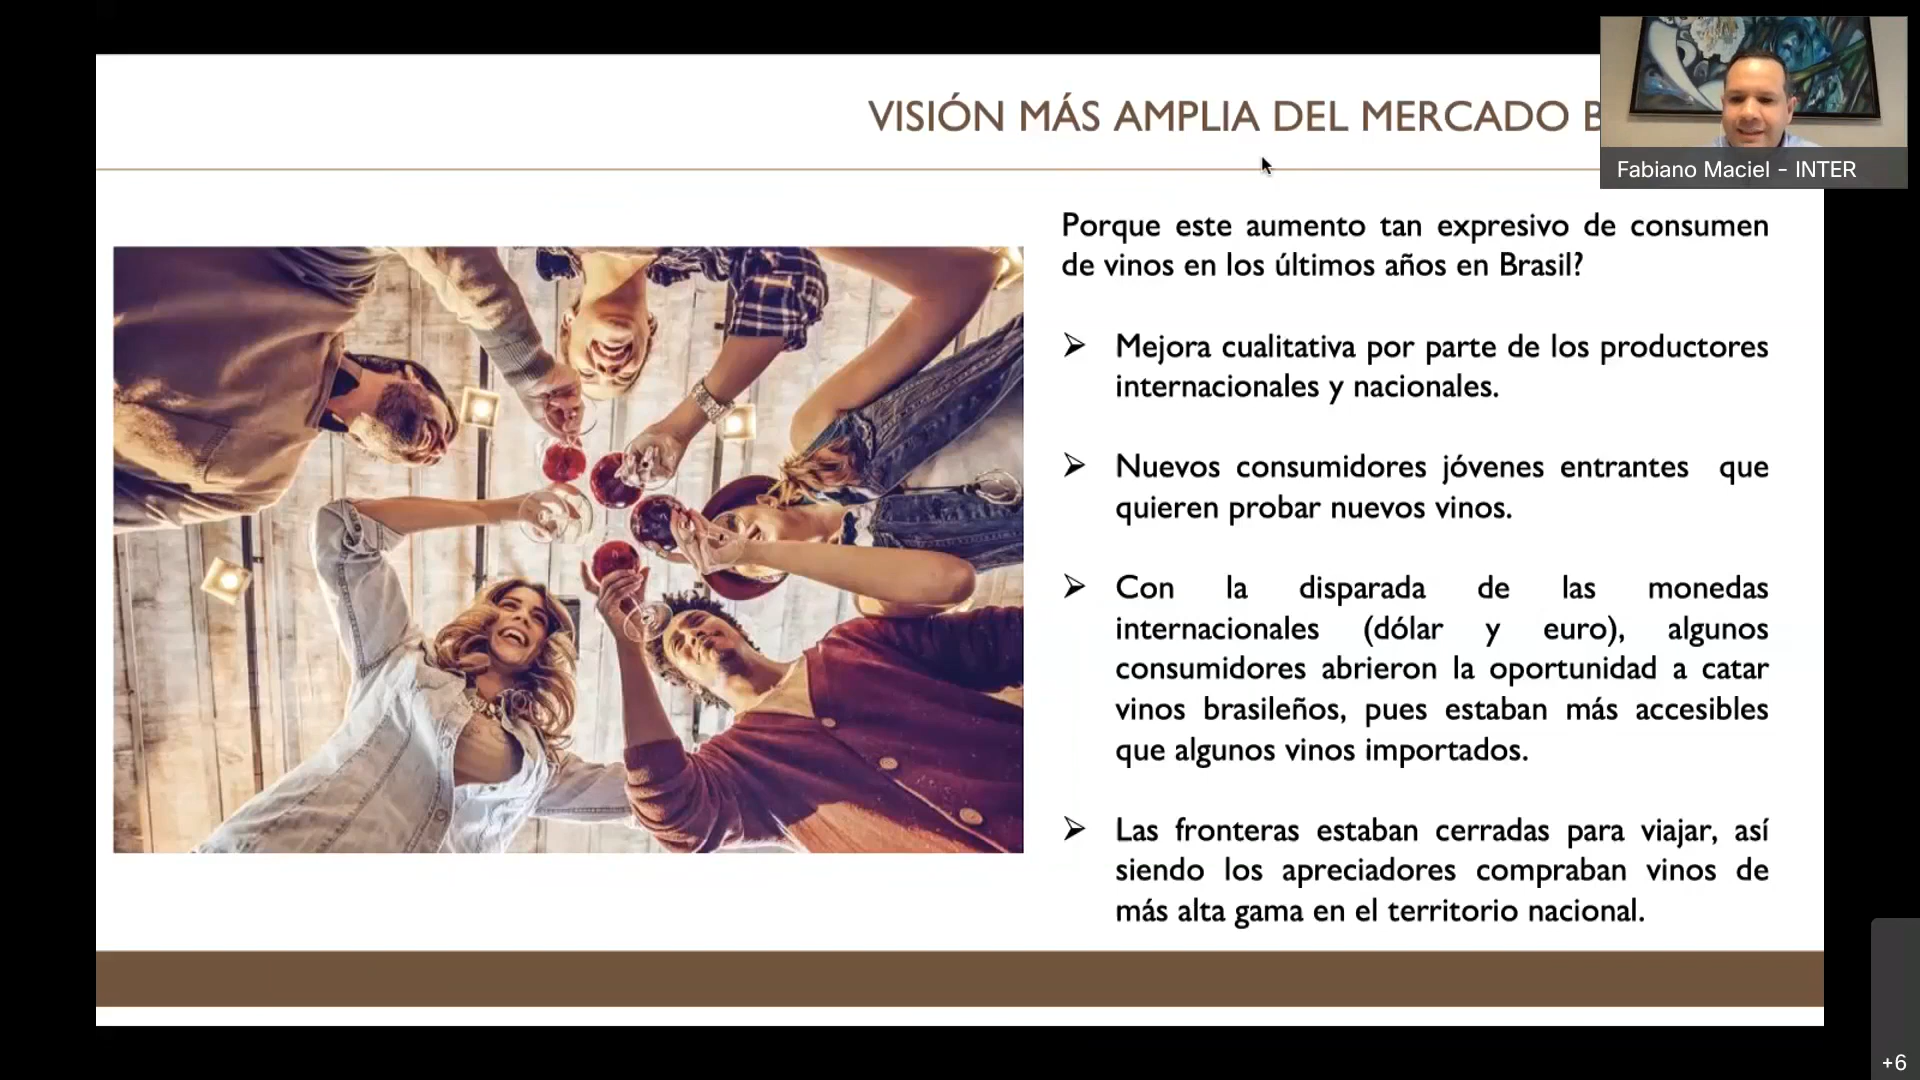 VISIÓN MÁS AMPLIA DEL MERCADO B
Fabiano Maciel - INTER
Porque este aumento tan expresivo de consumen
de vinos en los últimos años en Brasil?
➢ Mejora cualitativa por parte de los productores
internacionales y nacionales.
➢ Nuevos consumidores jóvenes entrantes que
quieren probar nuevos vinos.
➢ Con la disparada de las monedas
internacionales (dólar y euro), algunos
consumidores abrieron la oportunidad a catar
vinos brasileños, pues estaban más accesibles
que algunos vinos importados.
➢ Las fronteras estaban cerradas para viajar, así
siendo los apreciadores compraban vinos de
más alta gama en el territorio nacional.
+6